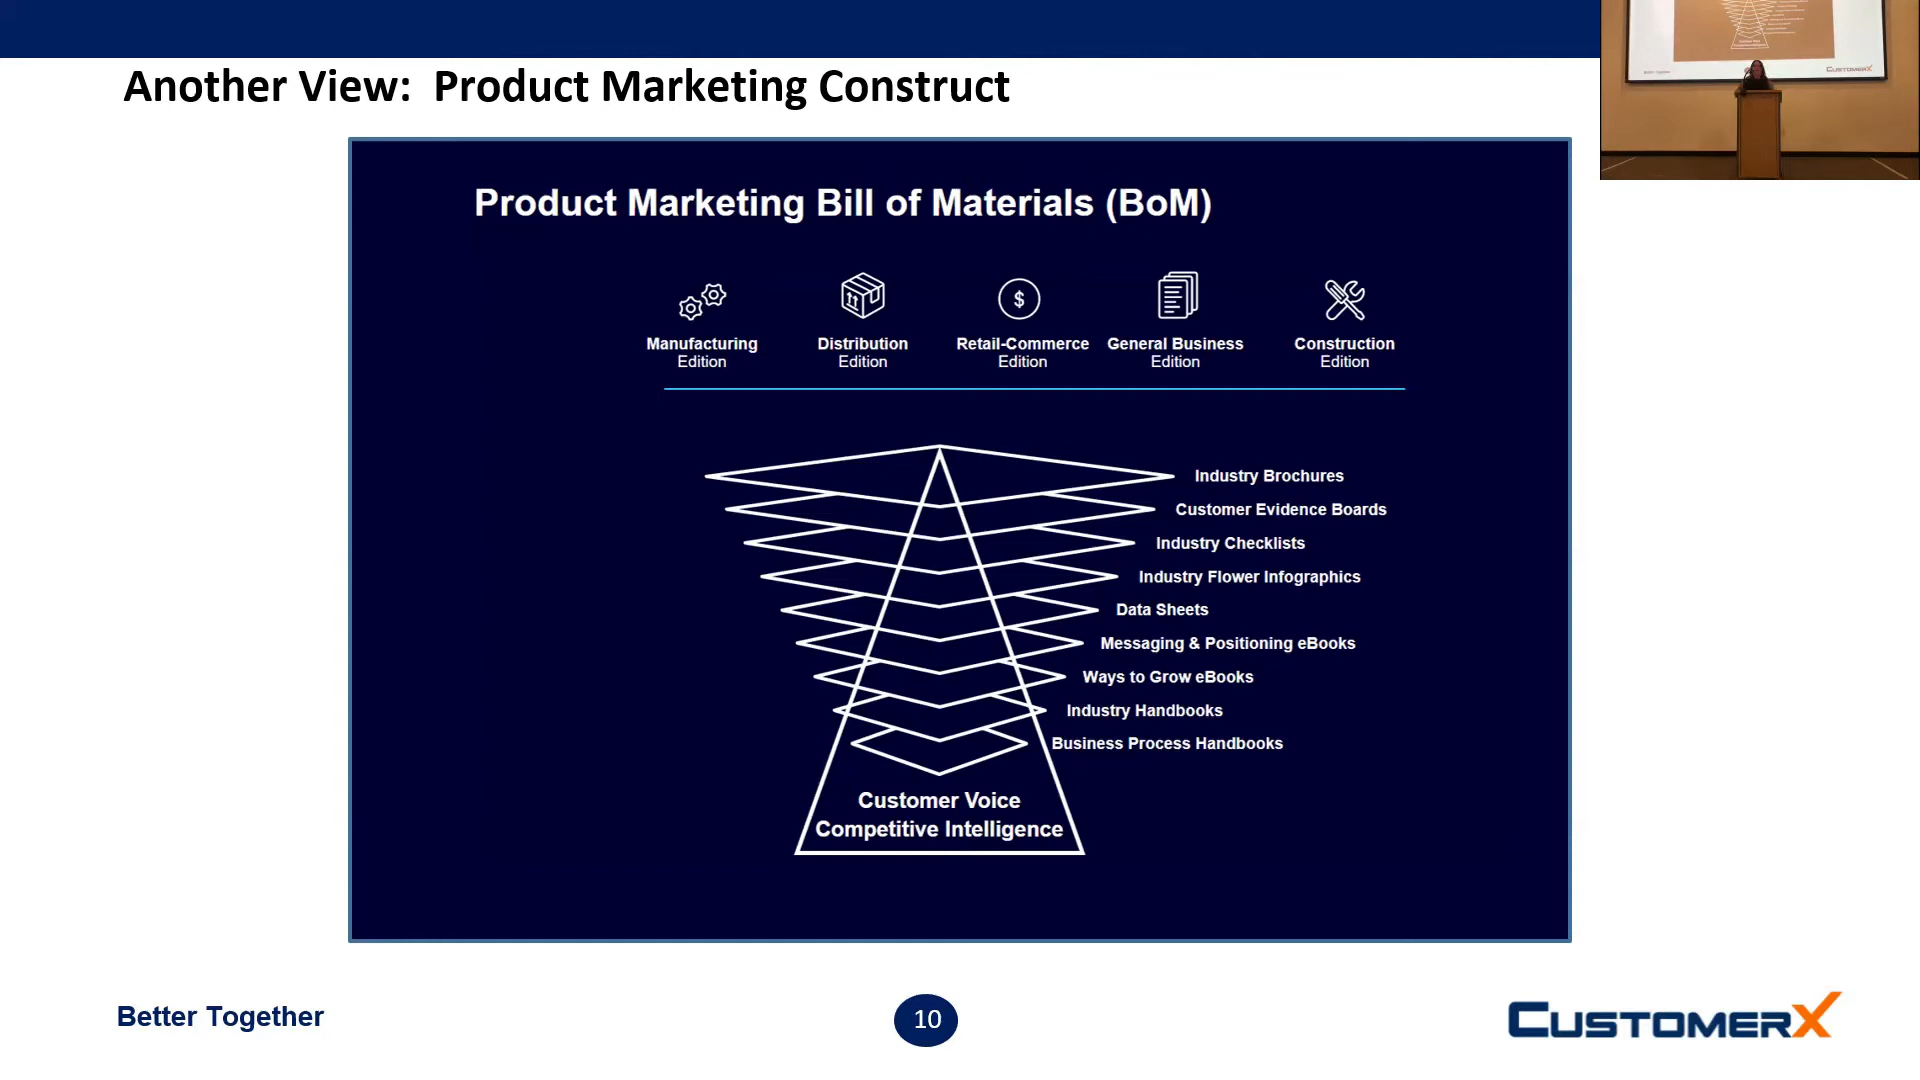 Another View: Product Marketing Construct
Product Marketing Bill of Materials (BoM)
Manufacturing
Edition
Distribution
Edition
Retail-Commerce
Edition
General Business
Edition
Construction
Edition
Industry Brochures
Customer Evidence Boards
Industry Checklists
Industry Flower Infographics
Data Sheets
Messaging & Positioning eBooks
Ways to Grow eBooks
Industry Handbooks
Business Process Handbooks
Customer Voice
Competitive Intelligence
Better Together
10
CUSTOMERX
CUSTOMERX